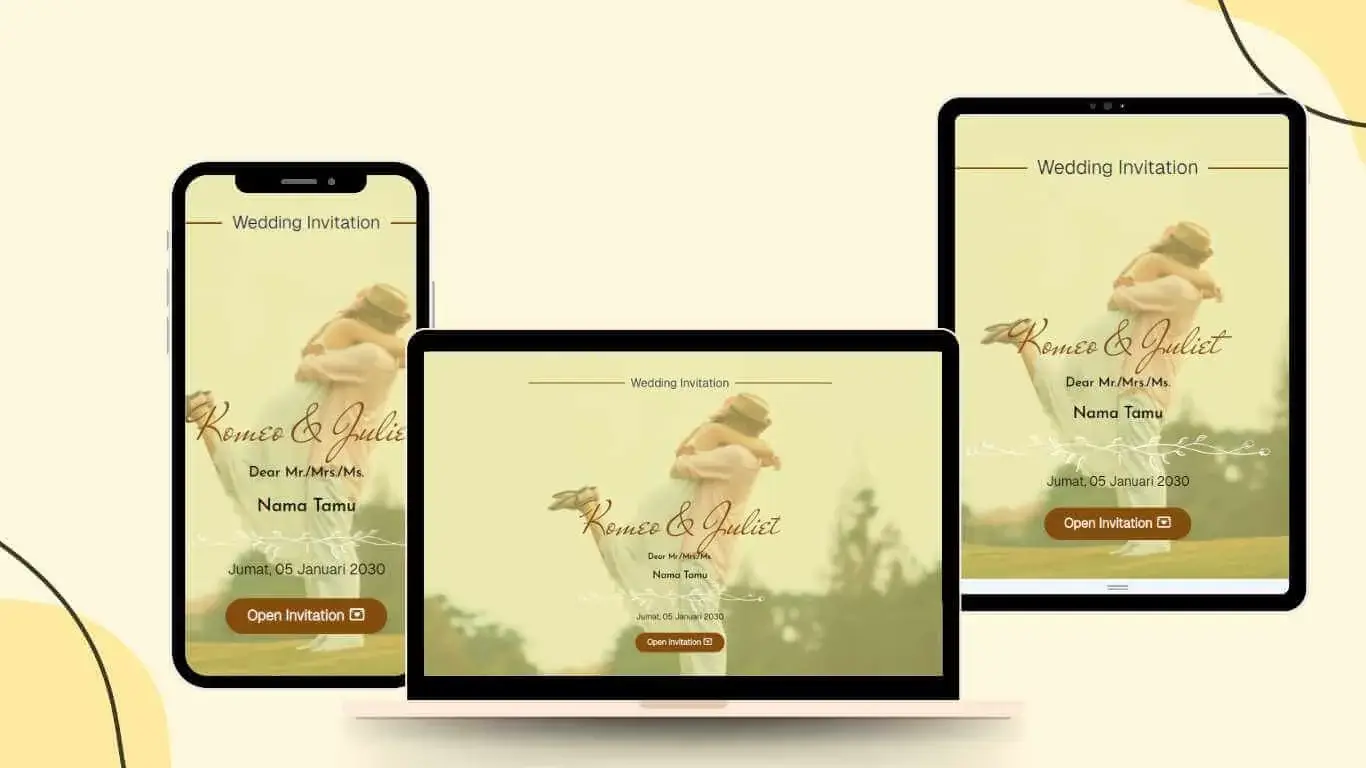 Wedding Invitation
Romeo & Julie
Dear Mr./Mrs./Ms.
Nama Tamu
Jumat, 05 Januari 2030
Open Invitation
Wedding Invitation
Romeo & Juliet
Dear Mr./Mrs./Ms.
Nama Tamu
Jumat, 05 Januari 2030
Open Invitation
Wedding Invitation
Romeo & Juliet
Dear Mr./Mrs./Ms.
Nama Tamu
Jumat, 05 Januari 2030
Open Invitation